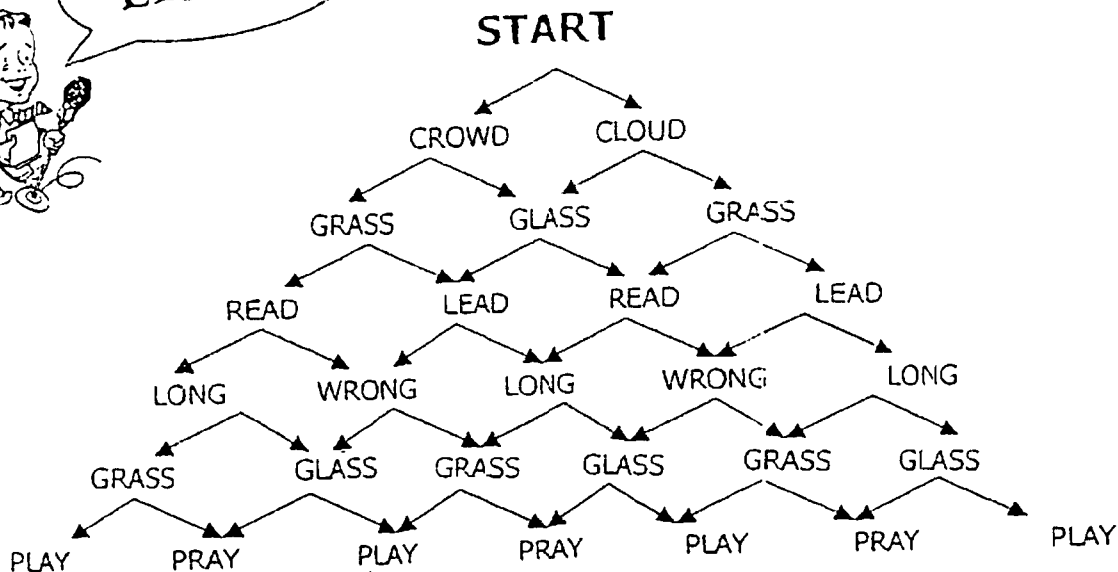 START
CROWD CLOUD
GRASS GLASS GRASS
READ LEAD READ LEAD
LONG WRONG LONG WRONG LONG
GRASS GLASS GRASS GLASS GRASS GLASS
PLAY PRAY PLAY PRAY PLAY PRAY PLAY